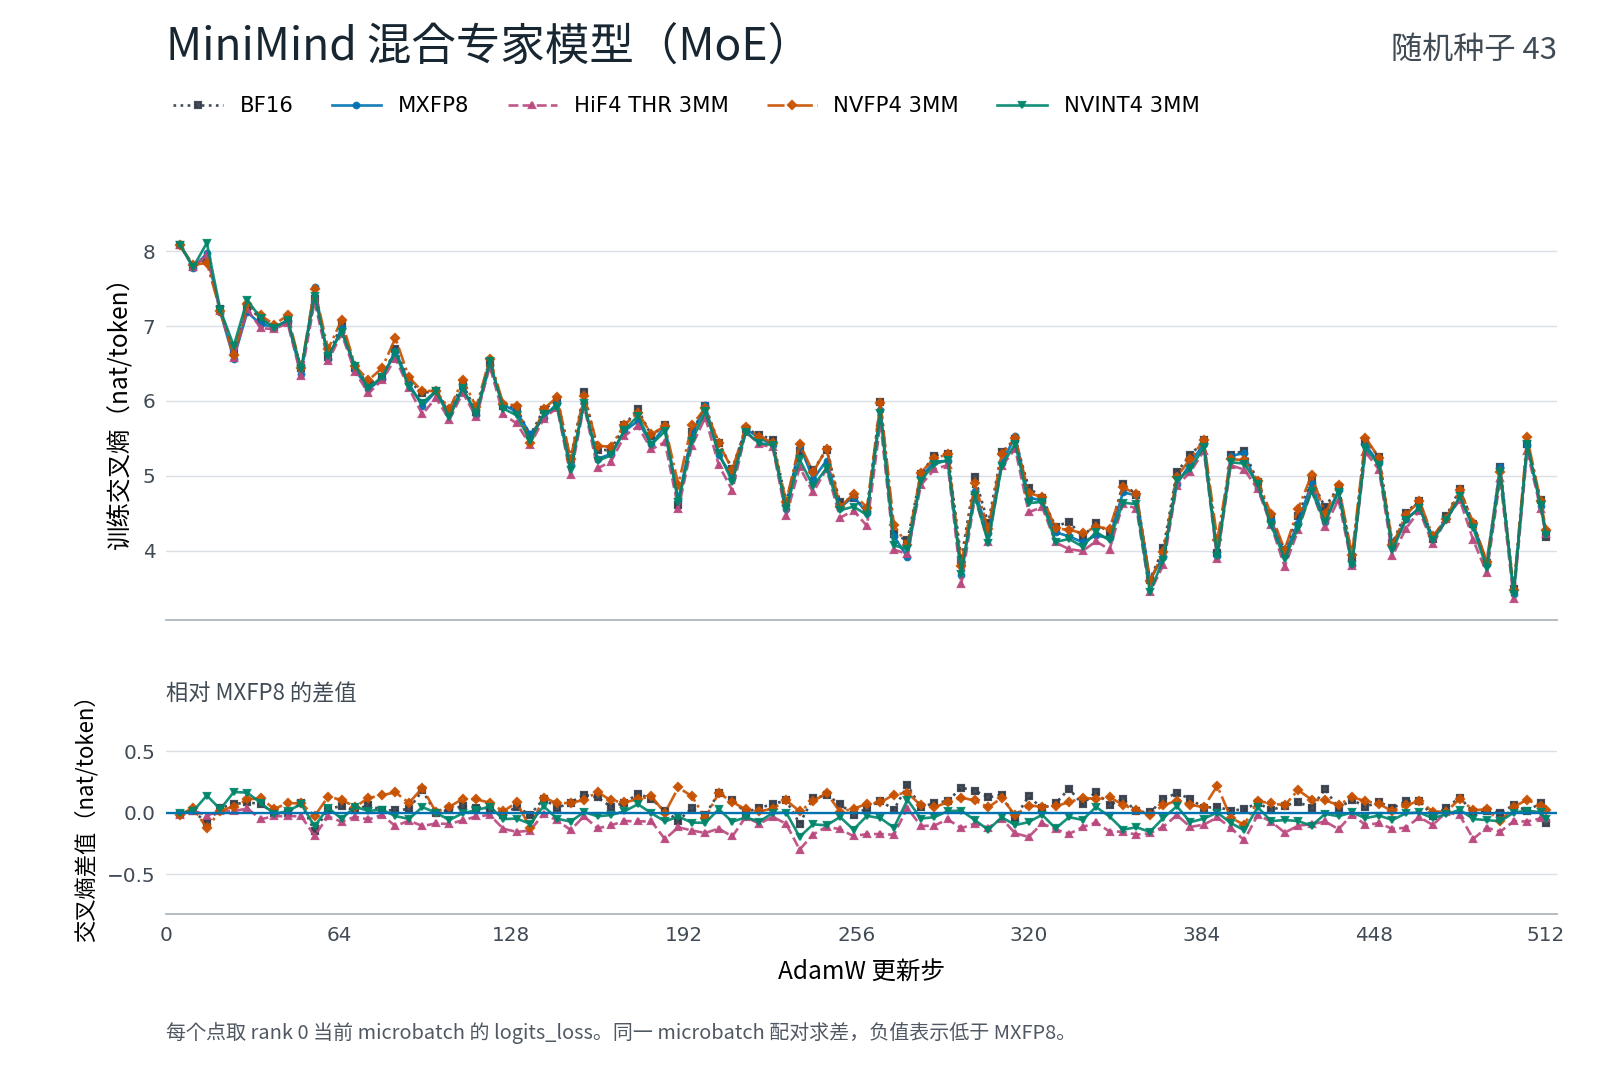 MiniMind 混合专家模型（MoE）
随机种子 43
BF16
MXFP8
HiF4 THR 3MM
NVFP4 3MM
NVINT4 3MM
训练交叉熵（nat/token）
8
7
6
5
4
相对 MXFP8 的差值
交叉熵差值（nat/token）
0.5
0.0
−0.5
0
64
128
192
256
320
384
448
512
AdamW 更新步
每个点取 rank 0 当前 microbatch 的 logits_loss。同一 microbatch 配对求差，负值表示低于 MXFP8。